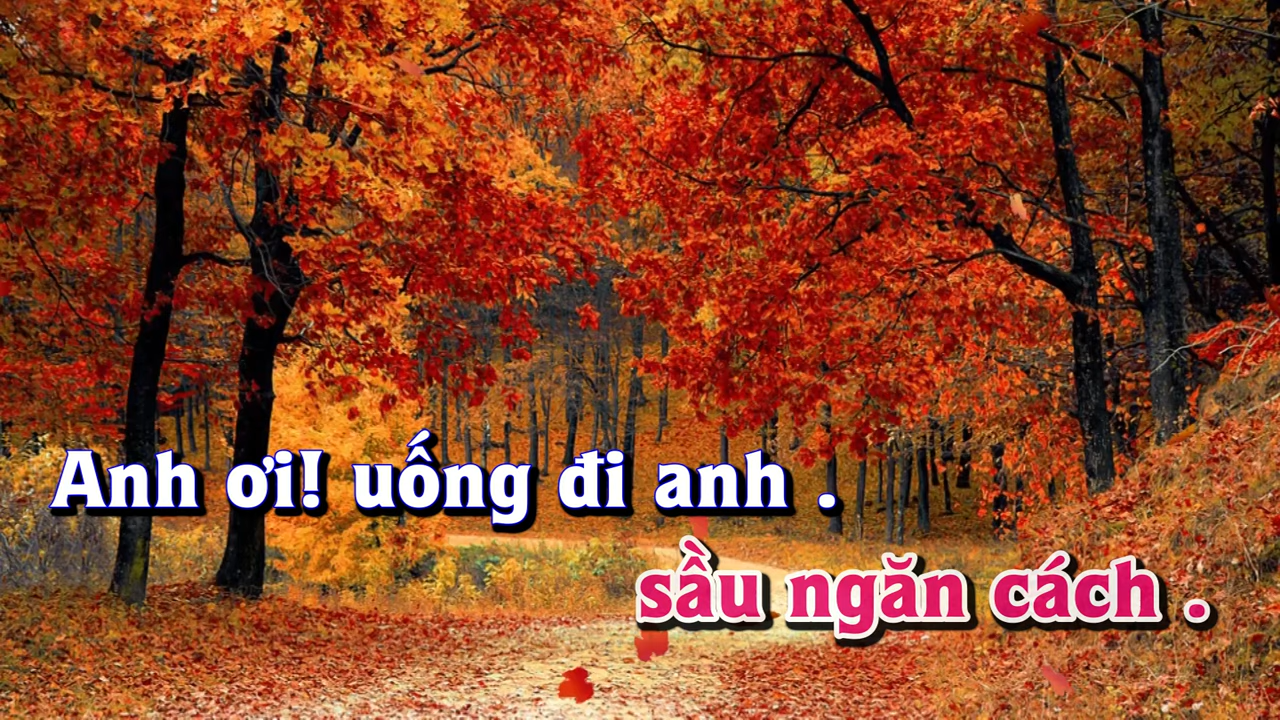 Anh ơi! uống đi anh .
sầu ngăn cách .